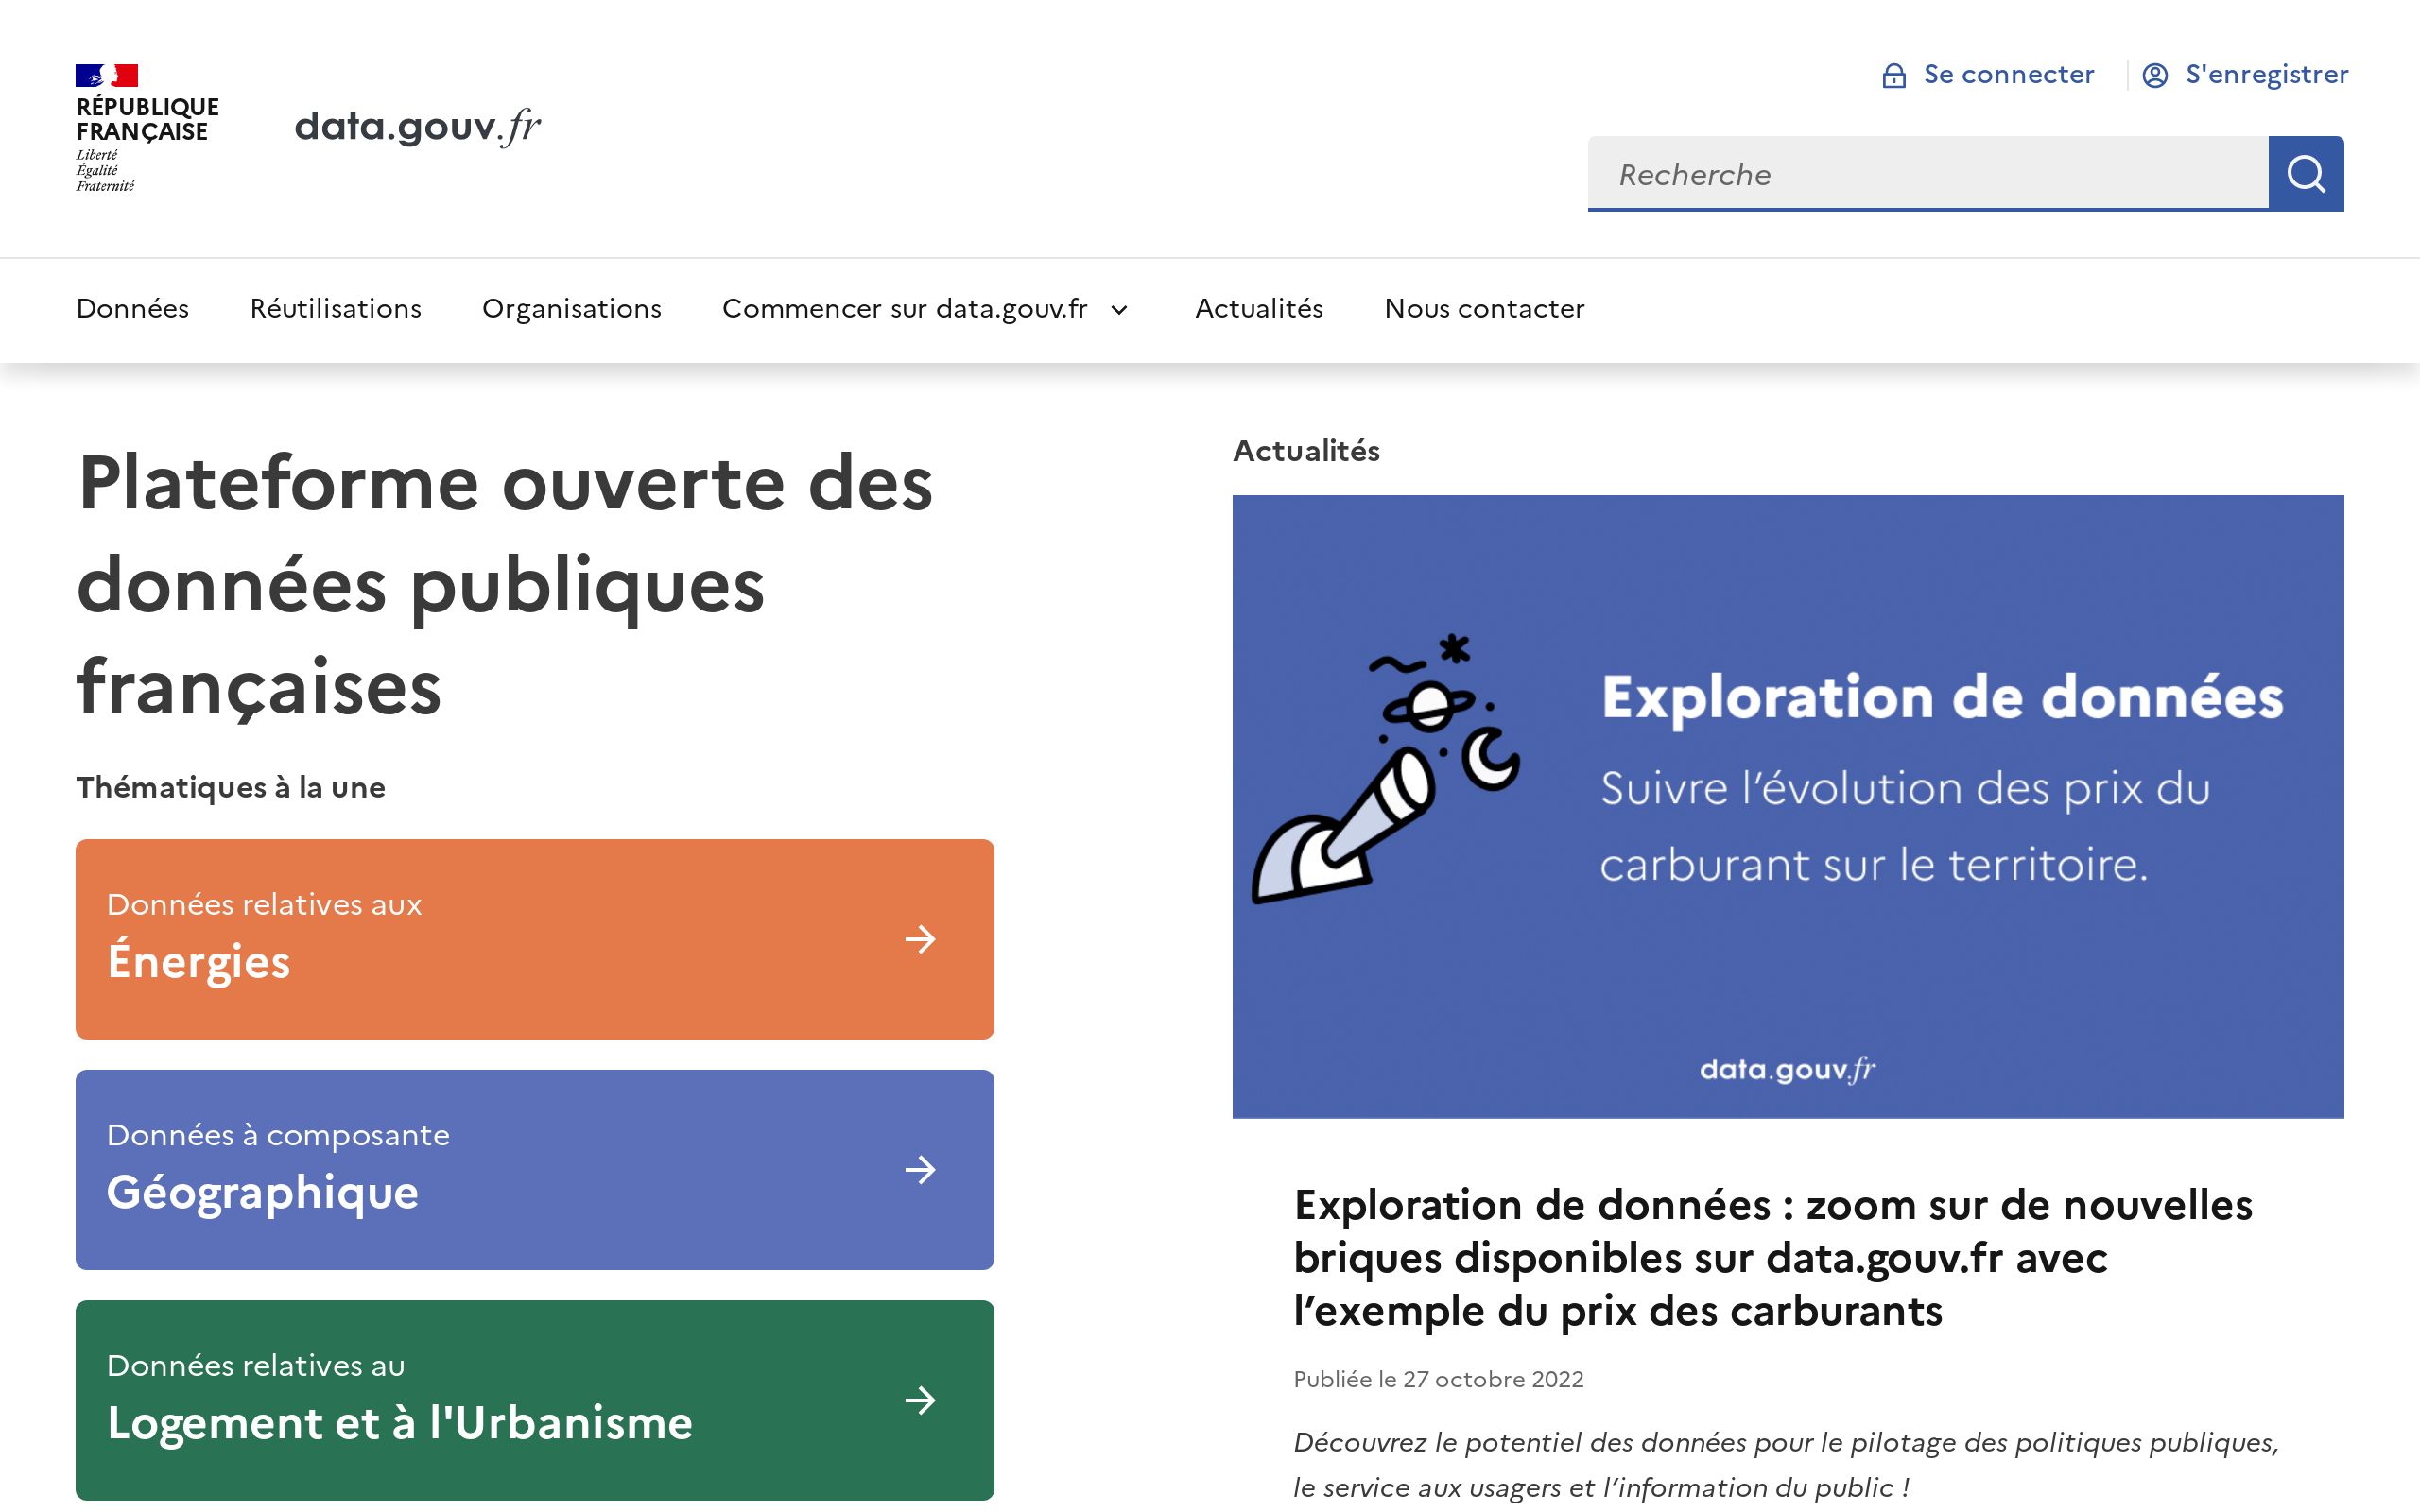 RÉPUBLIQUE
FRANÇAISE
Liberté
Égalité
Fraternité
data.gouv.fr
Se connecter
S'enregistrer
Recherche
Données
Réutilisations
Organisations
Commencer sur data.gouv.fr
Actualités
Nous contacter
Plateforme ouverte des
données publiques
françaises
Thématiques à la une
Données relatives aux
Énergies
Données à composante
Géographique
Données relatives au
Logement et à l'Urbanisme
Actualités
Exploration de données
Suivre l’évolution des prix du
carburant sur le territoire.
data.gouv.fr
Exploration de données : zoom sur de nouvelles
briques disponibles sur data.gouv.fr avec
l’exemple du prix des carburants
Publiée le 27 octobre 2022
Découvrez le potentiel des données pour le pilotage des politiques publiques,
le service aux usagers et l’information du public !